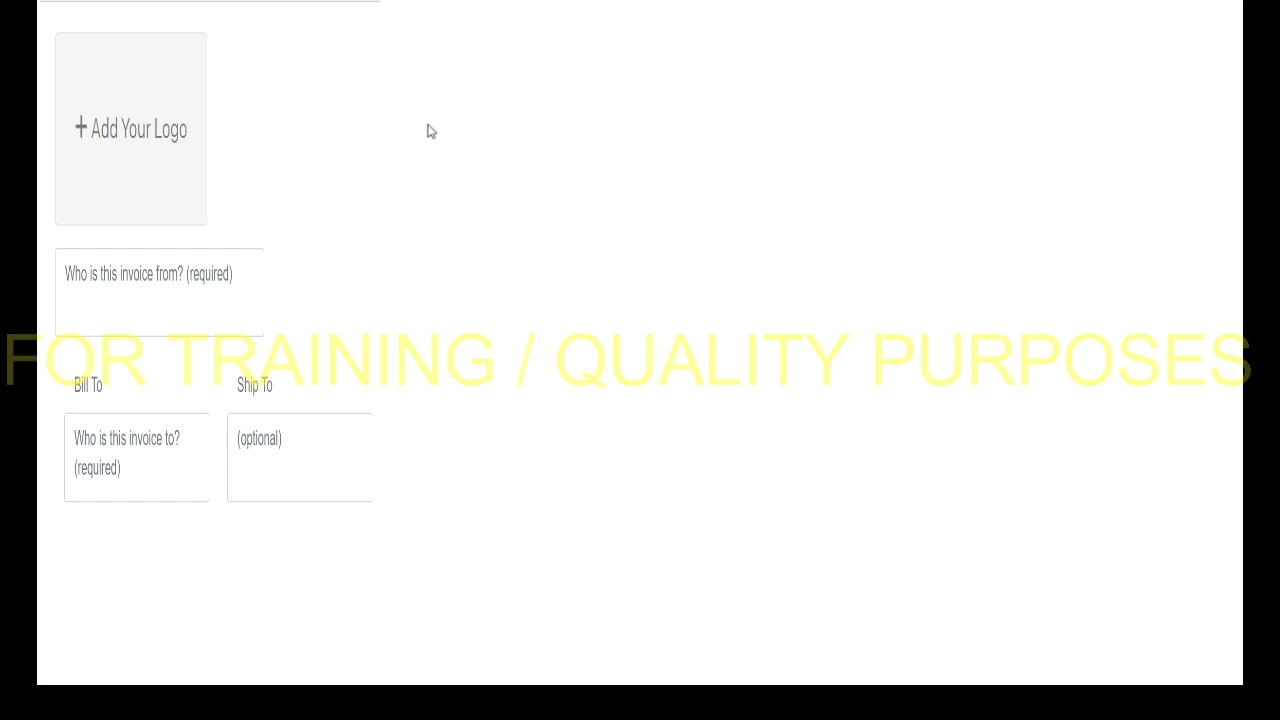 + Add Your Logo
Who is this invoice from? (required)
FOR TRAINING / QUALITY PURPOSES
Bill To
Ship To
Who is this invoice to?
(required)
(optional)